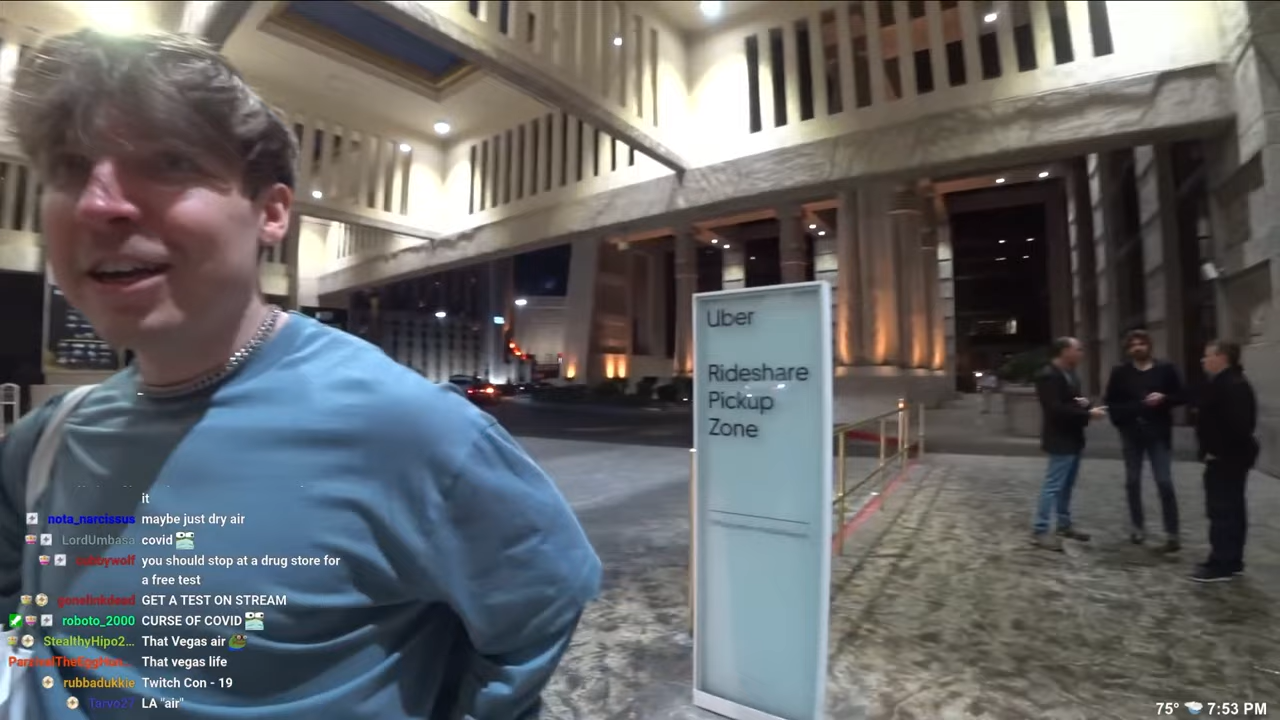 Uber
Rideshare
Pickup
Zone
it
nota_narcissus maybe just dry air
LordUmbasa covid
you should stop at a drug store for
a free test
gonelinkdead GET A TEST ON STREAM
roboto_2000 CURSE OF COVID
StealthyHipo2... That Vegas air
That vegas life
rubbadukkie Twitch Con - 19
LA "air"
75° 7:53 PM